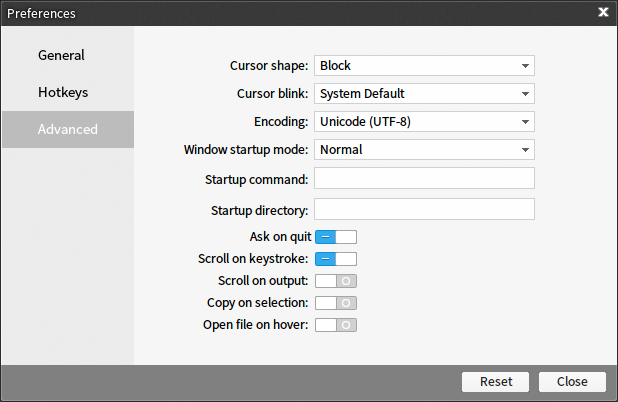 Preferences
General
Hotkeys
Advanced
Cursor shape: Block
Cursor blink: System Default
Encoding: Unicode (UTF-8)
Window startup mode: Normal
Startup command:
Startup directory:
Ask on quit
Scroll on keystroke:
Scroll on output:
Copy on selection:
Open file on hover:
Reset Close